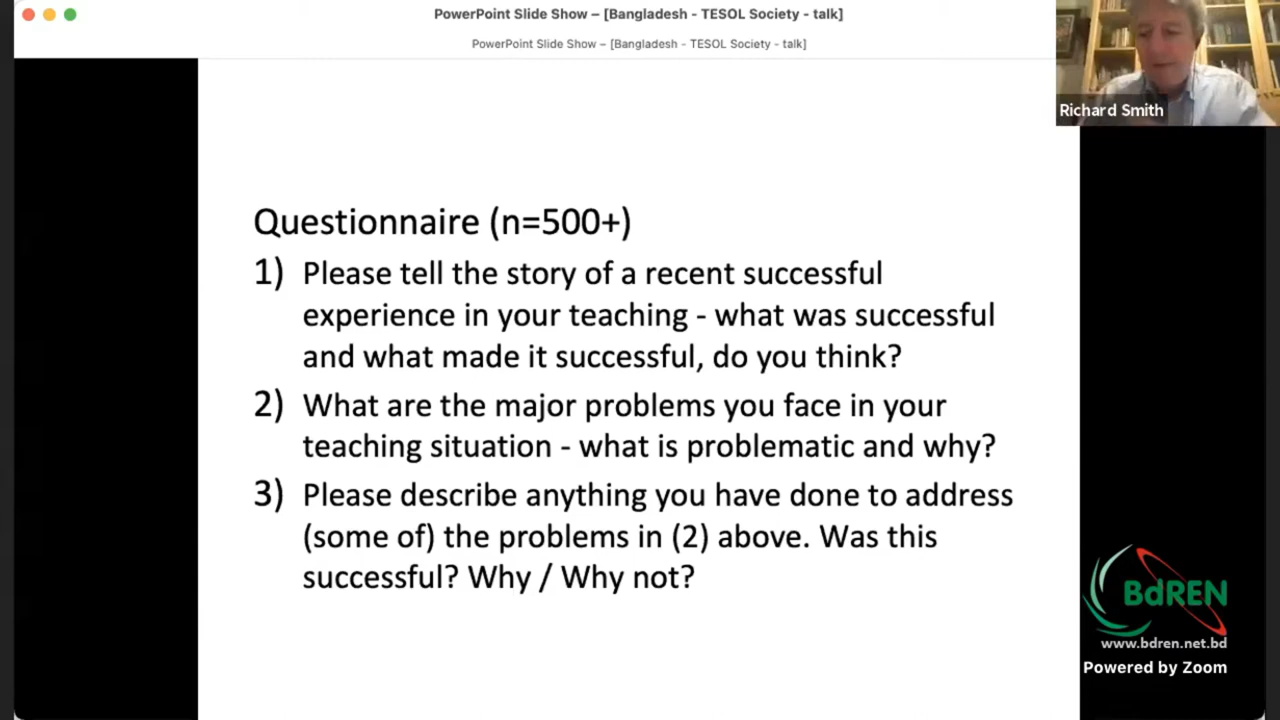 PowerPoint Slide Show – [Bangladesh - TESOL Society - talk]
PowerPoint Slide Show – [Bangladesh - TESOL Society - talk]
Richard Smith
Questionnaire (n=500+)
1) Please tell the story of a recent successful
experience in your teaching - what was successful
and what made it successful, do you think?
2) What are the major problems you face in your
teaching situation - what is problematic and why?
3) Please describe anything you have done to address
(some of) the problems in (2) above. Was this
successful? Why / Why not?
BdREN
www.bdren.net.bd
Powered by Zoom